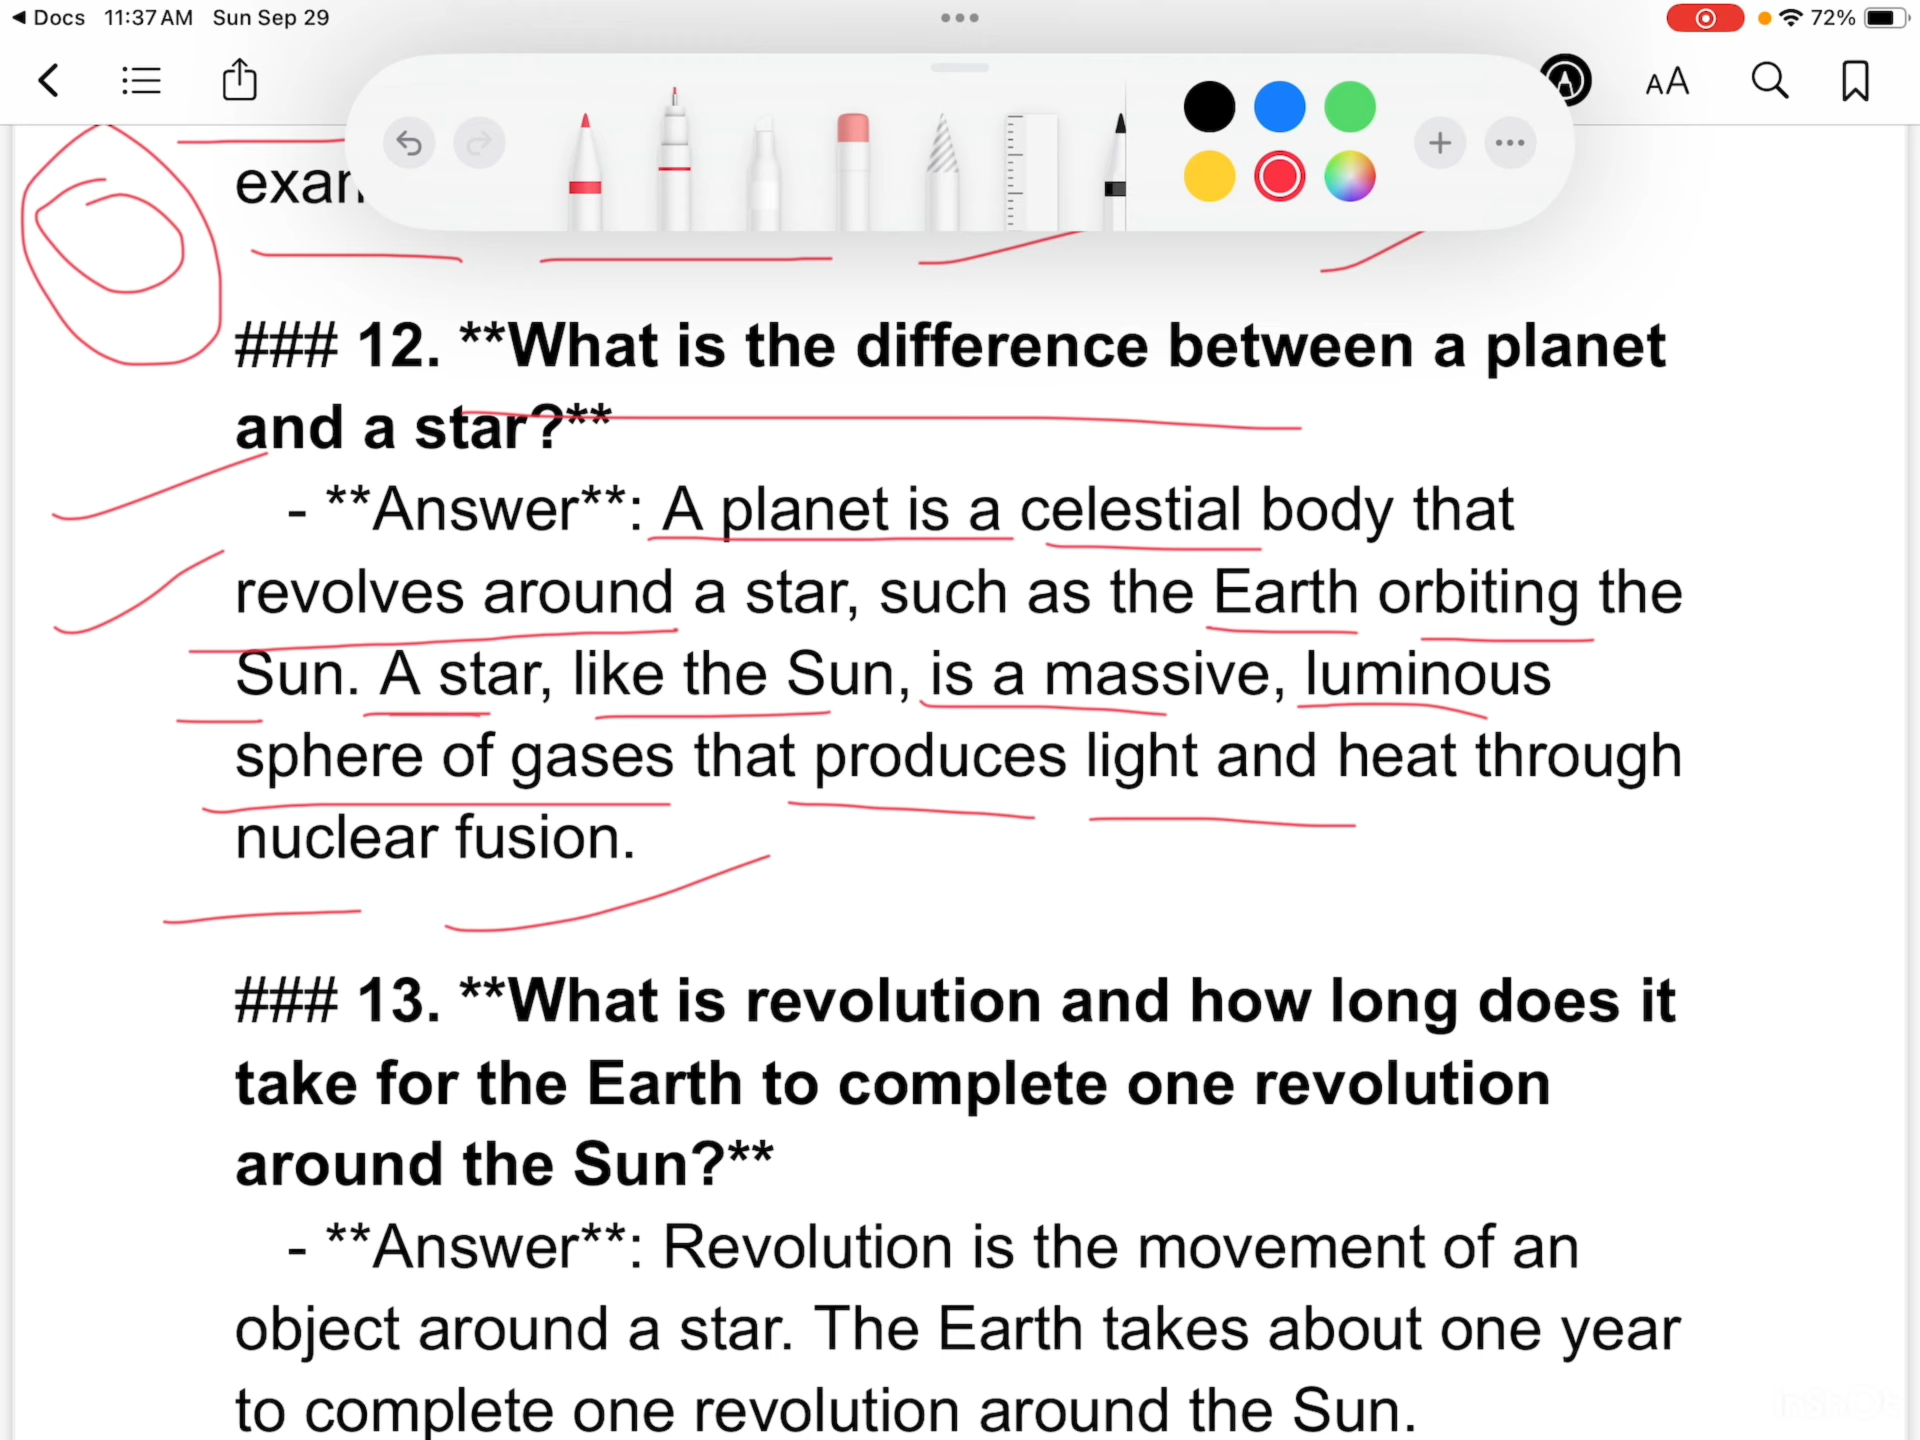 Docs 11:37 AM Sun Sep 29
72%
AA
exam
### 12. **What is the difference between a planet
and a star?**
- **Answer**: A planet is a celestial body that
revolves around a star, such as the Earth orbiting the
Sun. A star, like the Sun, is a massive, luminous
sphere of gases that produces light and heat through
nuclear fusion.
### 13. **What is revolution and how long does it
take for the Earth to complete one revolution
around the Sun?**
- **Answer**: Revolution is the movement of an
object around a star. The Earth takes about one year
to complete one revolution around the Sun.